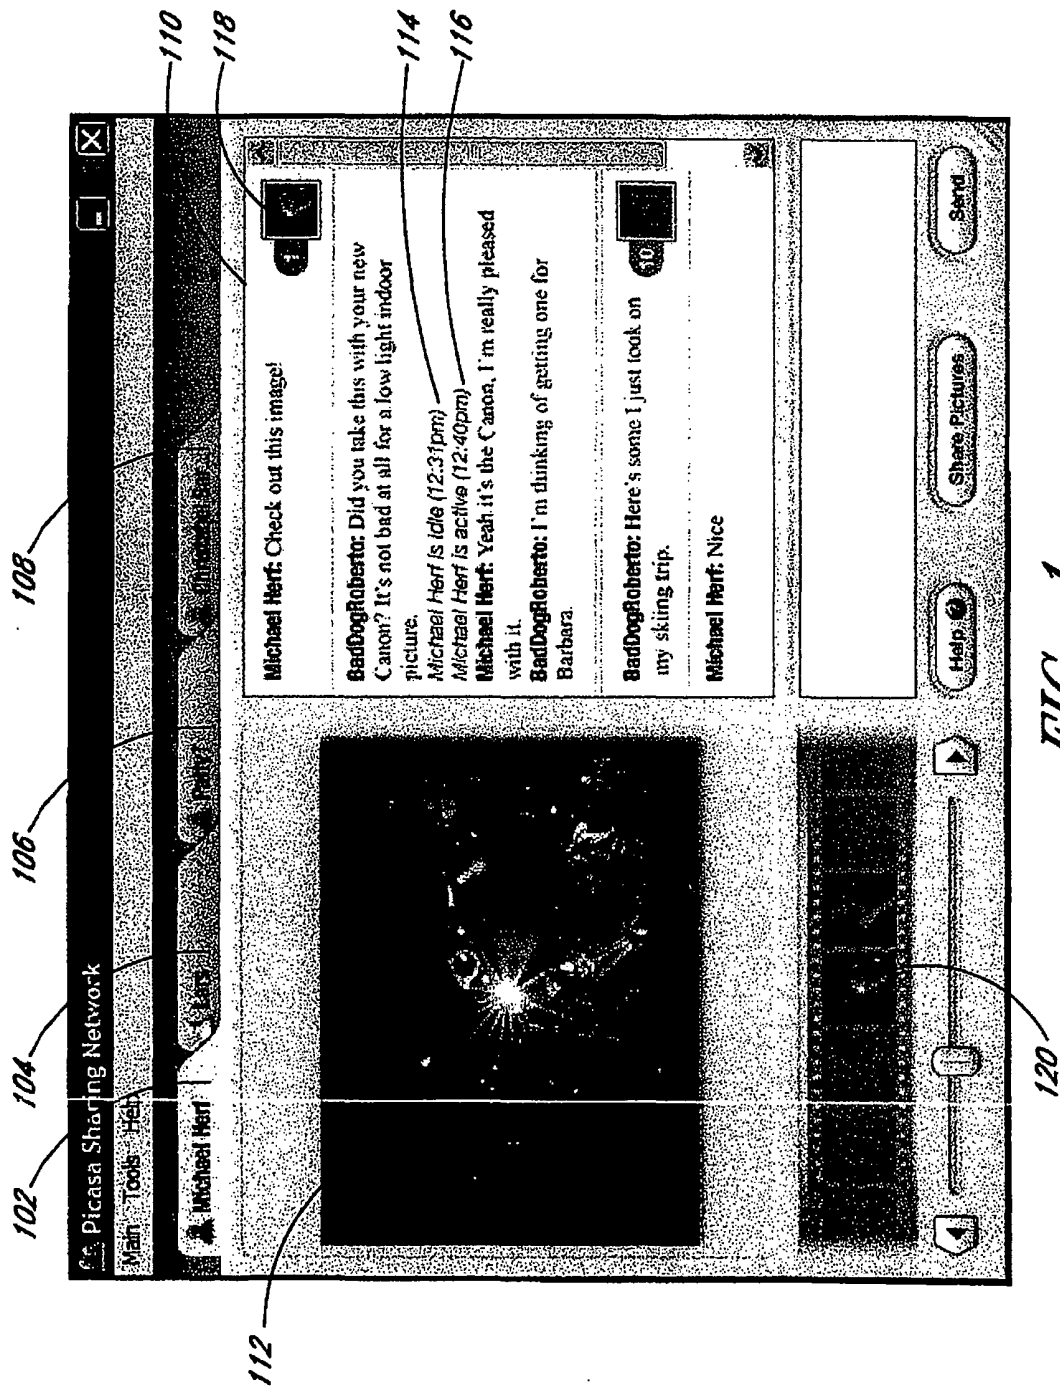 102
104
106
108
Picasa Sharing Network
Main Tools Help
Michael Herf
Lars
110
118
Michael Herf: Check out this image!
1
BadDogRoberto: Did you take this with your new
Canon? It's not bad at all for a low light indoor
picture.
Michael Herf is idle (12:31pm)
114
Michael Herf is active (12:40pm)
116
Michael Herf: Yeah it's the Canon, I'm really pleased
with it.
BadDogRoberto: I'm thinking of getting one for
Barbara.
BadDogRoberto: Here's some I just took on
my skiing trip.
10
Michael Herf: Nice
112
120
Help
Share Pictures
Send
FIG. 1